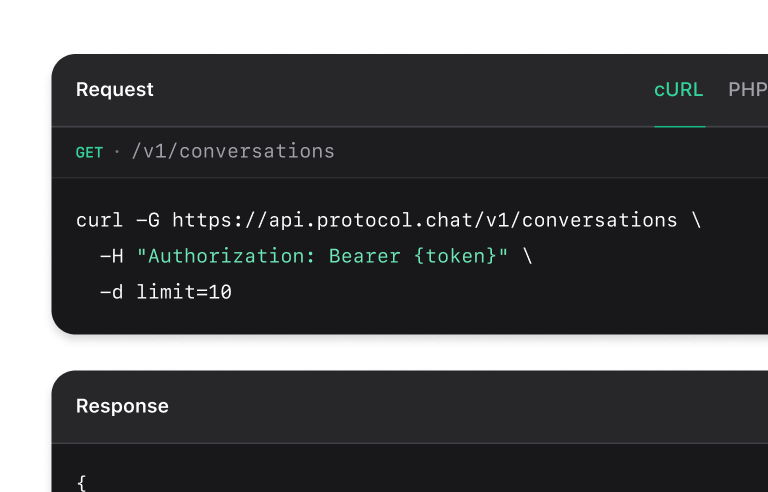 Request
cURL PHP
GET · /v1/conversations
curl -G https://api.protocol.chat/v1/conversations \
  -H "Authorization: Bearer {token}" \
  -d limit=10
Response
{